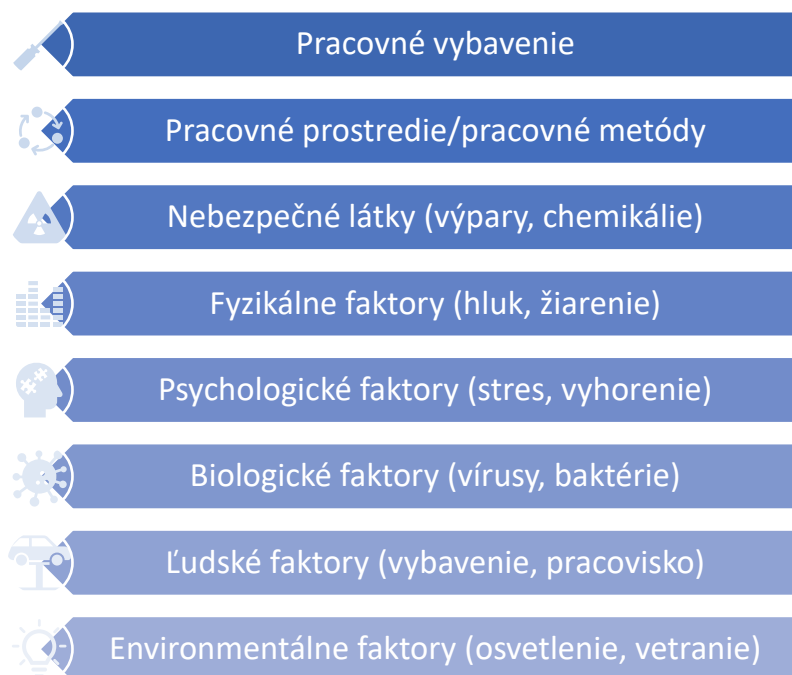 Pracovné vybavenie
Pracovné prostredie/pracovné metódy
Nebezpečné látky (výpary, chemikálie)
Fyzikálne faktory (hluk, žiarenie)
Psychologické faktory (stres, vyhorenie)
Biologické faktory (vírusy, baktérie)
Ľudské faktory (vybavenie, pracovisko)
Environmentálne faktory (osvetlenie, vetranie)